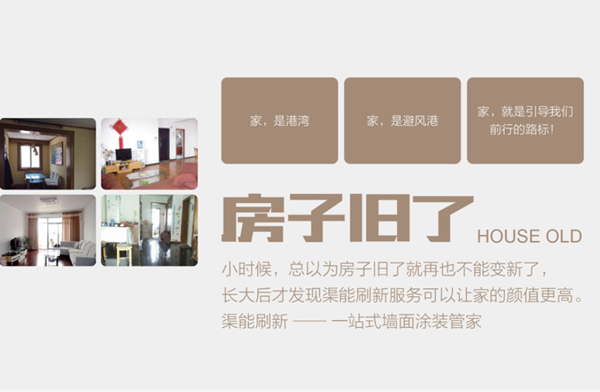 家，是港湾
家，是避风港
家，就是引导我们
前行的路标！
房子旧了
HOUSE OLD
小时候，总以为房子旧了就再也不能变新了，
长大后才发现渠能刷新服务可以让家的颜值更高。
渠能刷新 —— 一站式墙面涂装管家